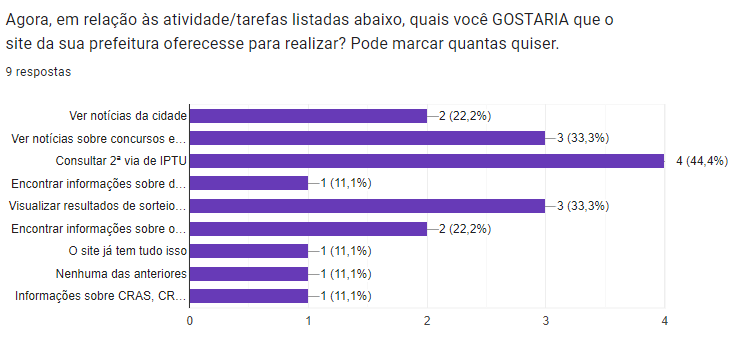 Agora, em relação às atividade/tarefas listadas abaixo, quais você GOSTARIA que o
site da sua prefeitura oferecesse para realizar? Pode marcar quantas quiser.
9 respostas
Ver notícias da cidade
2 (22,2%)
Ver notícias sobre concursos e…
3 (33,3%)
Consultar 2ª via de IPTU
4 (44,4%)
Encontrar informações sobre d…
1 (11,1%)
Visualizar resultados de sorteio…
3 (33,3%)
Encontrar informações sobre o…
2 (22,2%)
O site já tem tudo isso
1 (11,1%)
Nenhuma das anteriores
1 (11,1%)
Informações sobre CRAS, CR…
1 (11,1%)
0 1 2 3 4